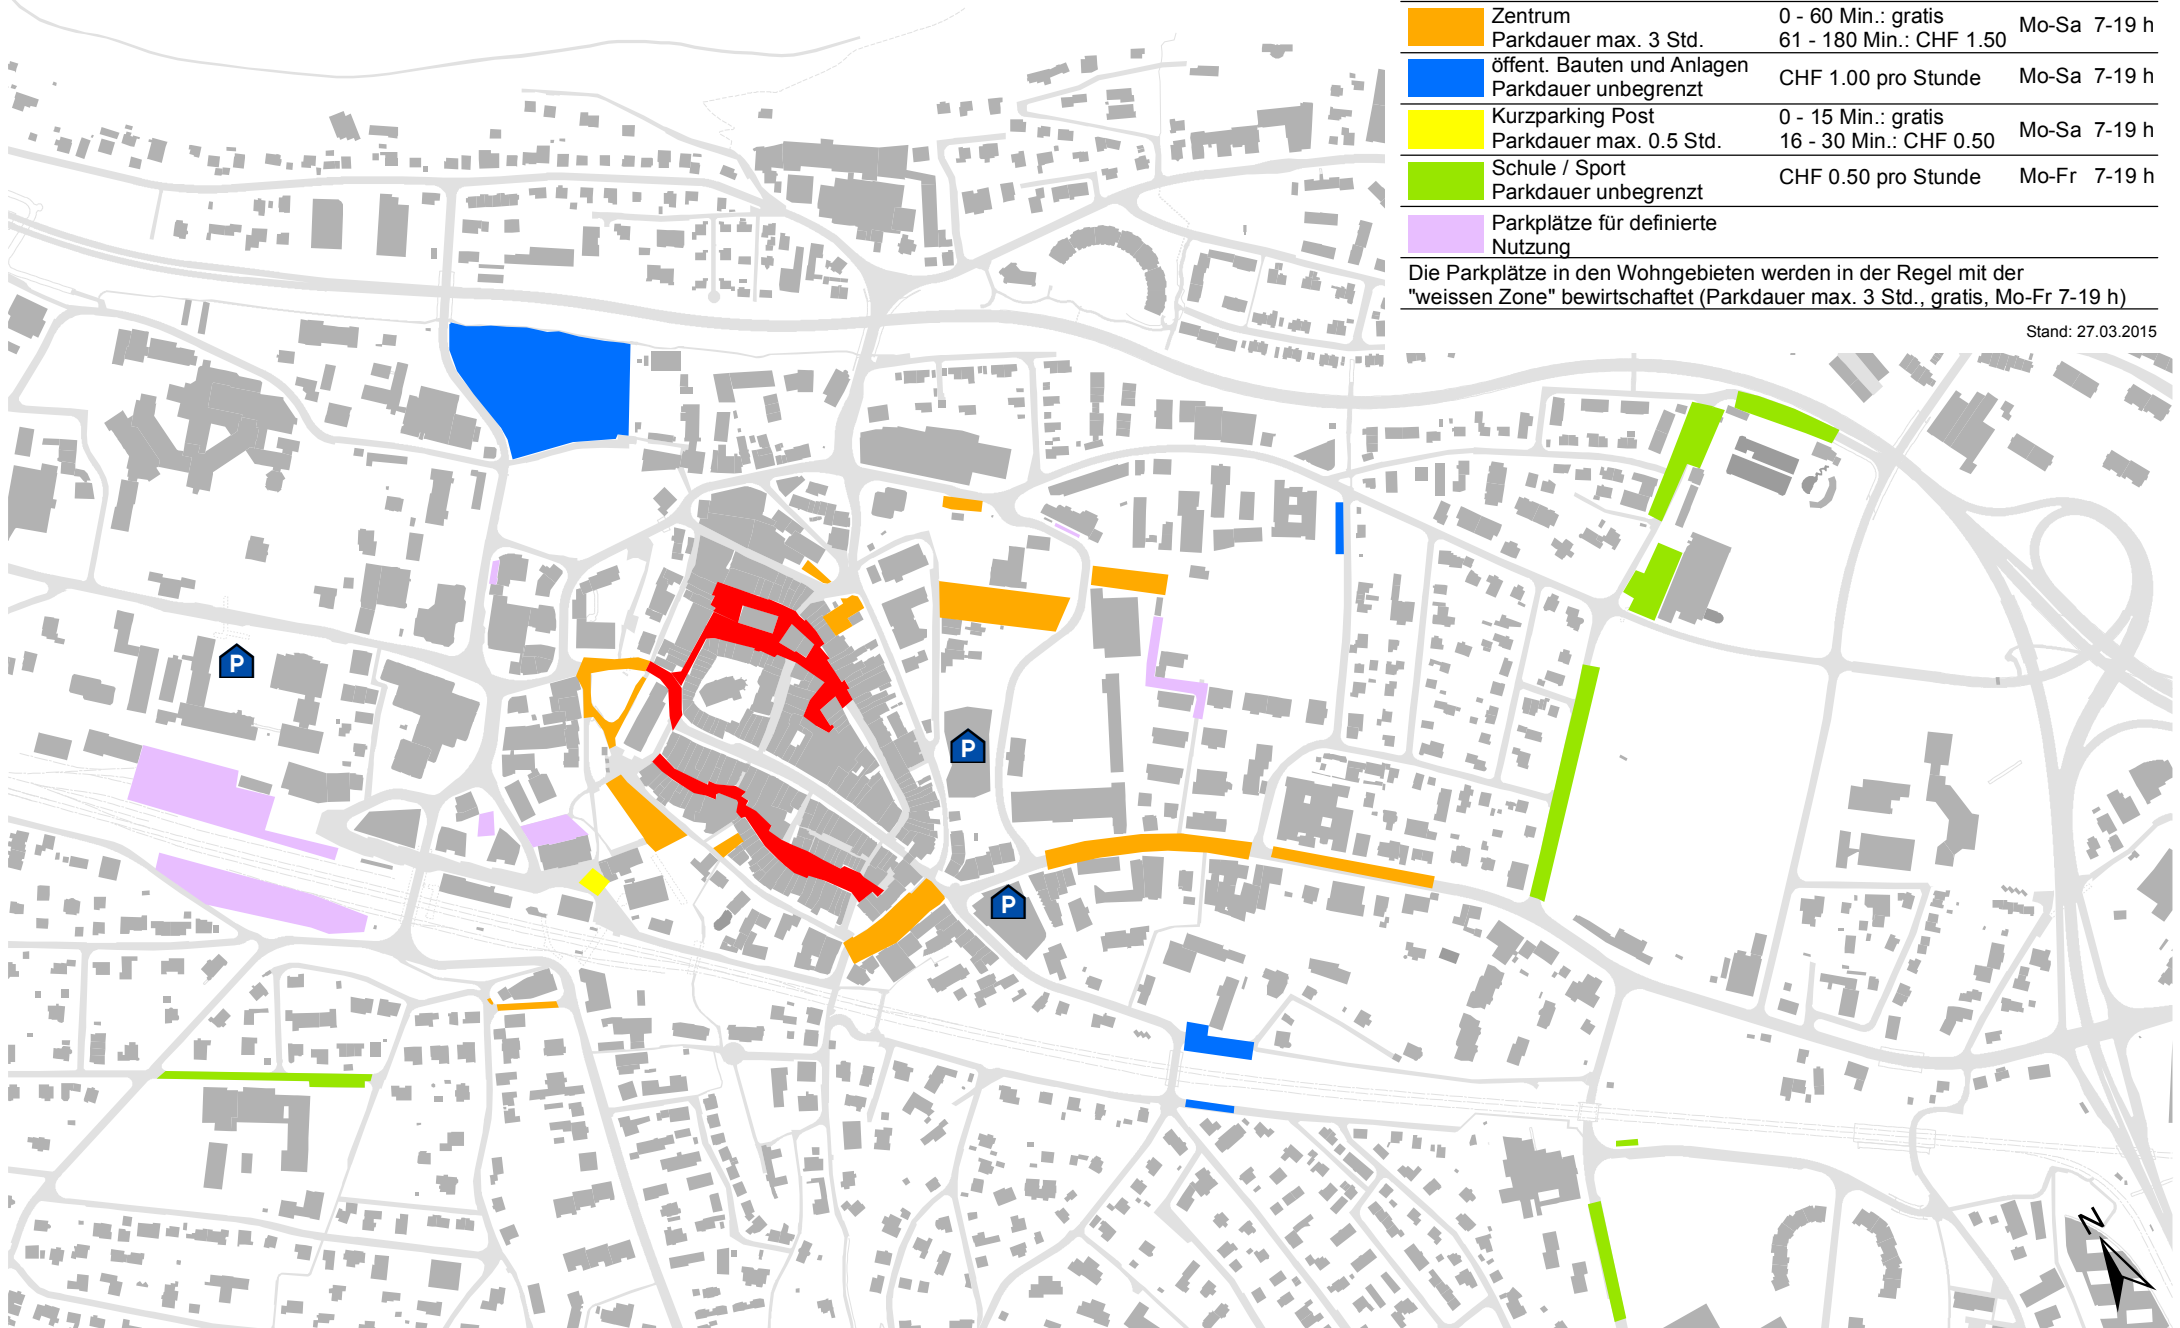 Zentrum 0 - 60 Min.: gratis Mo-Sa 7-19 h
Parkdauer max. 3 Std. 61 - 180 Min.: CHF 1.50
öffent. Bauten und Anlagen CHF 1.00 pro Stunde Mo-Sa 7-19 h
Parkdauer unbegrenzt
Kurzparking Post 0 - 15 Min.: gratis Mo-Sa 7-19 h
Parkdauer max. 0.5 Std. 16 - 30 Min.: CHF 0.50
Schule / Sport CHF 0.50 pro Stunde Mo-Fr 7-19 h
Parkdauer unbegrenzt
Parkplätze für definierte
Nutzung
Die Parkplätze in den Wohngebieten werden in der Regel mit der
"weissen Zone" bewirtschaftet (Parkdauer max. 3 Std., gratis, Mo-Fr 7-19 h)
Stand: 27.03.2015
P
P
P
N